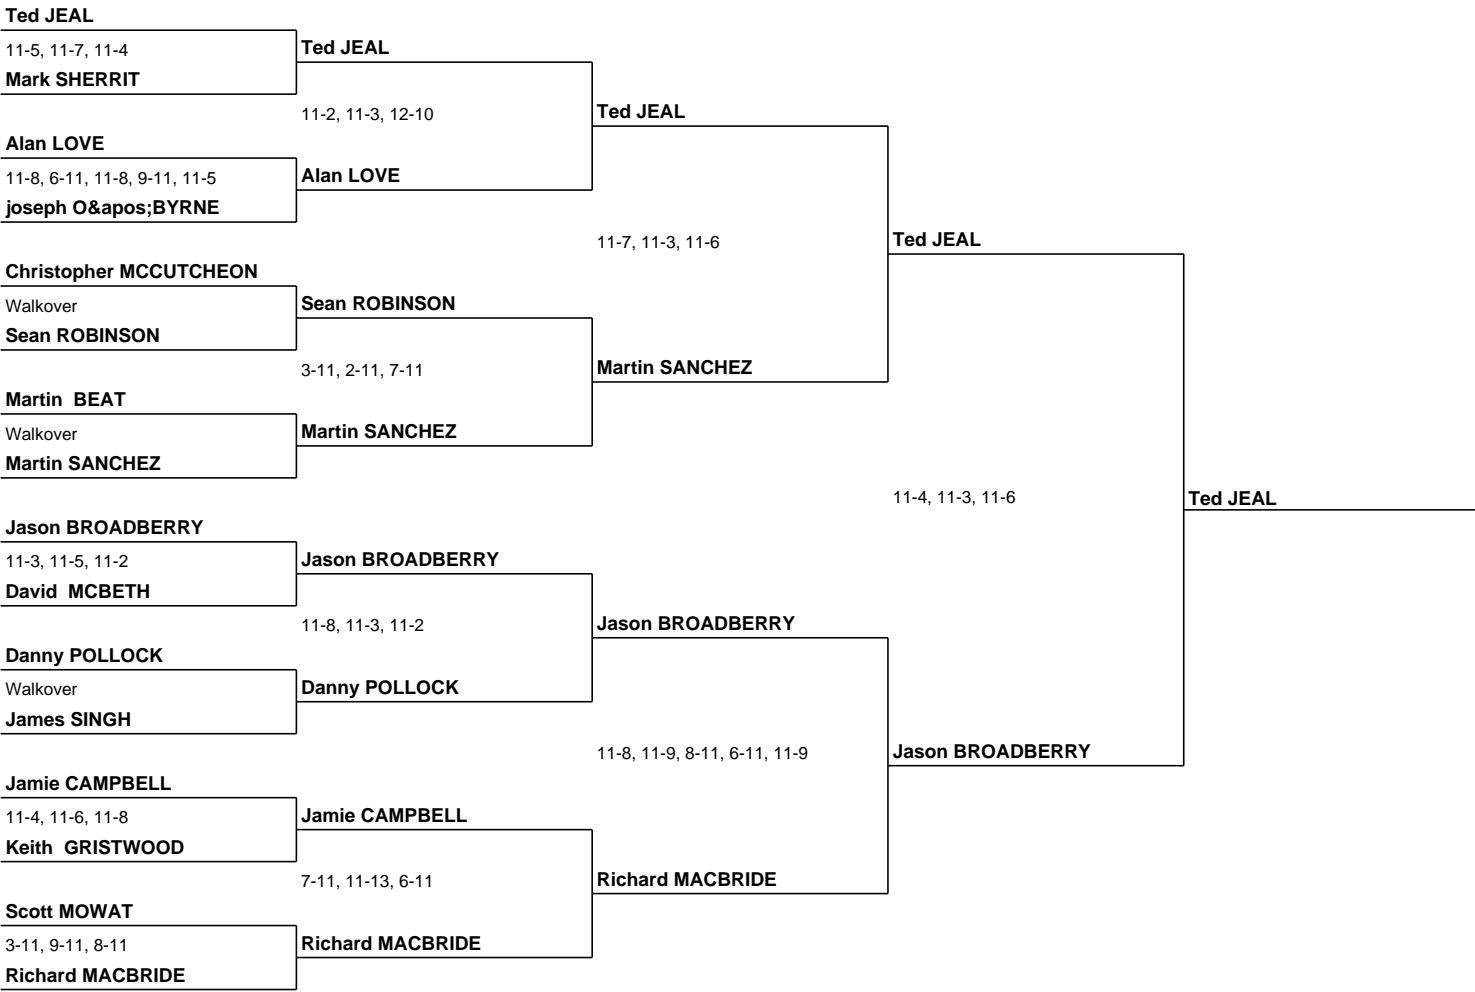 Ted JEAL
11-5, 11-7, 11-4
Mark SHERRIT
Alan LOVE
11-8, 6-11, 11-8, 9-11, 11-5
joseph O&apos;BYRNE
Christopher MCCUTCHEON
Walkover
Sean ROBINSON
Martin  BEAT
Walkover
Martin SANCHEZ
Jason BROADBERRY
11-3, 11-5, 11-2
David  MCBETH
Danny POLLOCK
Walkover
James SINGH
Jamie CAMPBELL
11-4, 11-6, 11-8
Keith  GRISTWOOD
Scott MOWAT
3-11, 9-11, 8-11
Richard MACBRIDE
Ted JEAL
11-2, 11-3, 12-10
Alan LOVE
Sean ROBINSON
3-11, 2-11, 7-11
Martin SANCHEZ
Jason BROADBERRY
11-8, 11-3, 11-2
Danny POLLOCK
Jamie CAMPBELL
7-11, 11-13, 6-11
Richard MACBRIDE
Ted JEAL
11-7, 11-3, 11-6
Martin SANCHEZ
Jason BROADBERRY
11-8, 11-9, 8-11, 6-11, 11-9
Richard MACBRIDE
Ted JEAL
11-4, 11-3, 11-6
Jason BROADBERRY
Ted JEAL